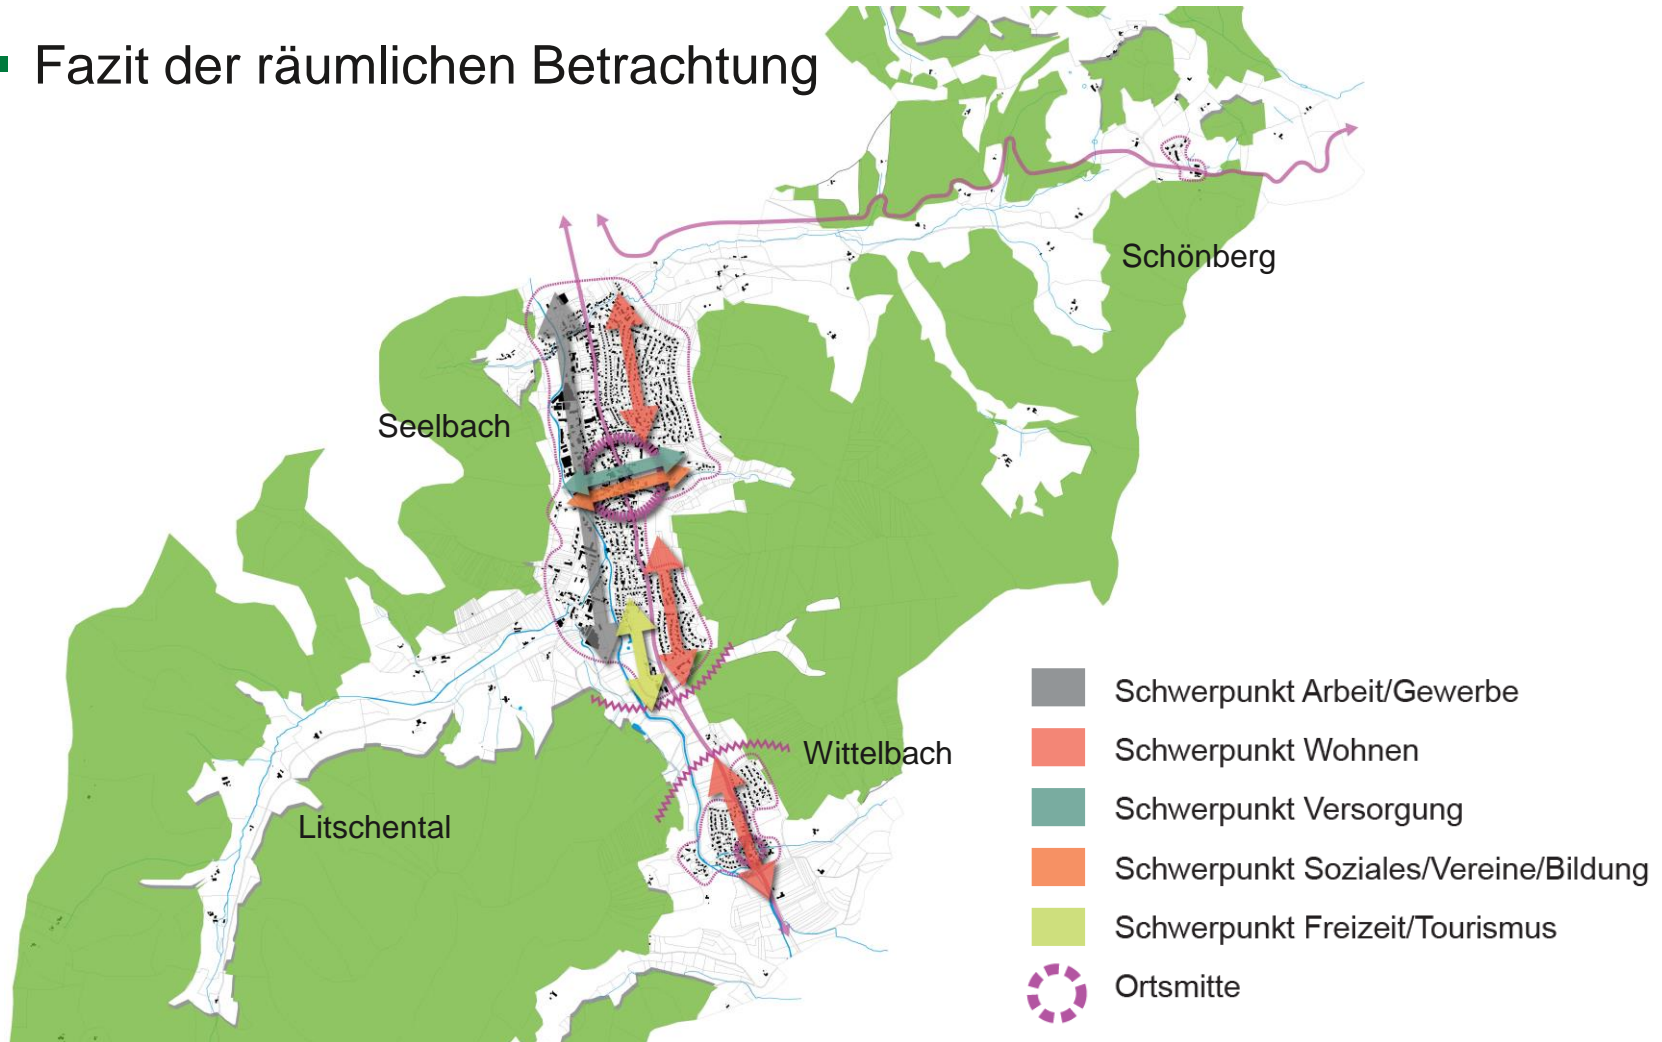 Fazit der räumlichen Betrachtung
Schönberg
Seelbach
Wittelbach
Litschental
Schwerpunkt Arbeit/Gewerbe
Schwerpunkt Wohnen
Schwerpunkt Versorgung
Schwerpunkt Soziales/Vereine/Bildung
Schwerpunkt Freizeit/Tourismus
Ortsmitte